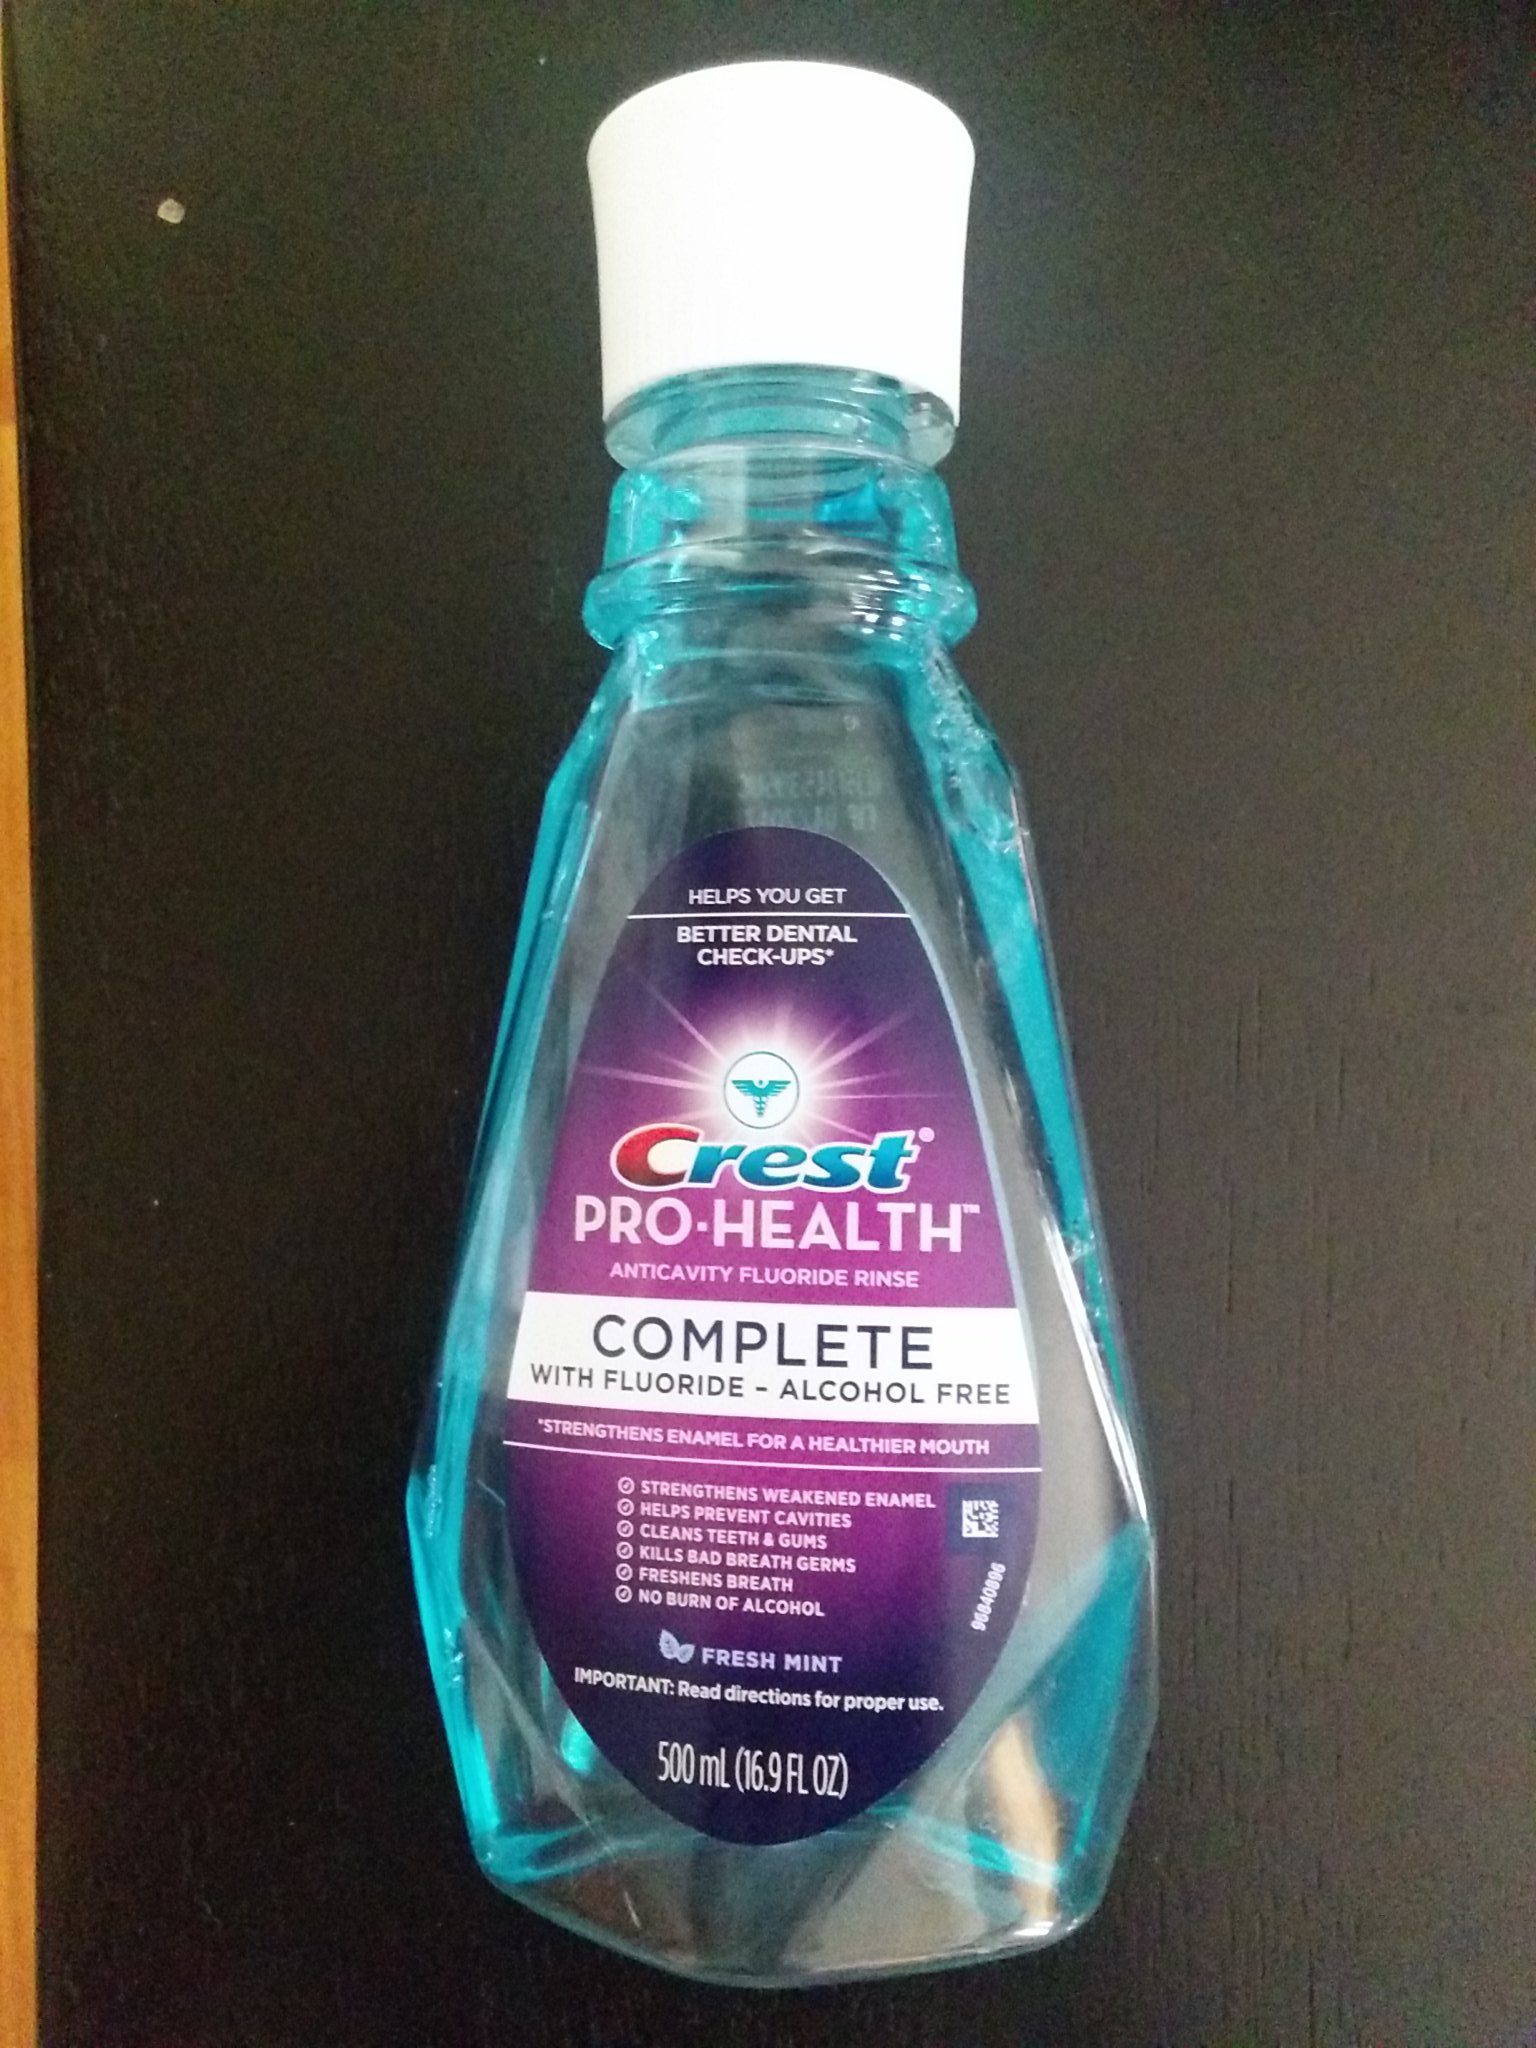 HELPS YOU GET
BETTER DENTAL
CHECK-UPS*
Crest®
PRO-HEALTH™
ANTICAVITY FLUORIDE RINSE
COMPLETE
WITH FLUORIDE - ALCOHOL FREE
*STRENGTHENS ENAMEL FOR A HEALTHIER MOUTH
STRENGTHENS WEAKENED ENAMEL
HELPS PREVENT CAVITIES
CLEANS TEETH & GUMS
KILLS BAD BREATH GERMS
FRESHENS BREATH
NO BURN OF ALCOHOL
96840896
FRESH MINT
IMPORTANT: Read directions for proper use.
500 mL (16.9 FL OZ)